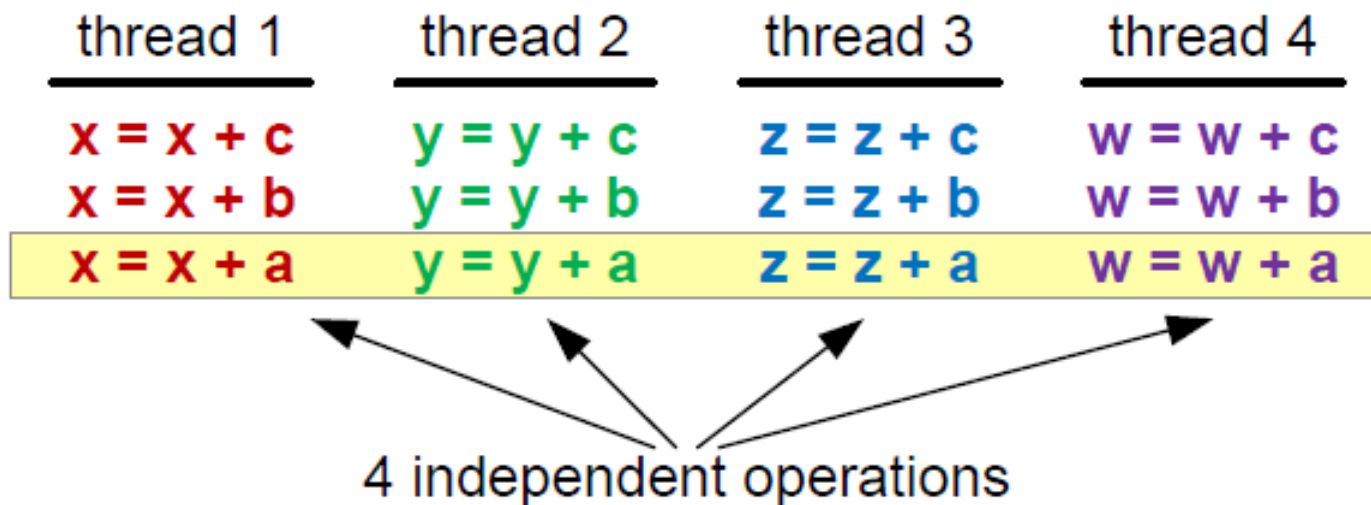 thread 1 thread 2 thread 3 thread 4
x = x + c y = y + c z = z + c w = w + c
x = x + b y = y + b z = z + b w = w + b
x = x + a y = y + a z = z + a w = w + a
4 independent operations